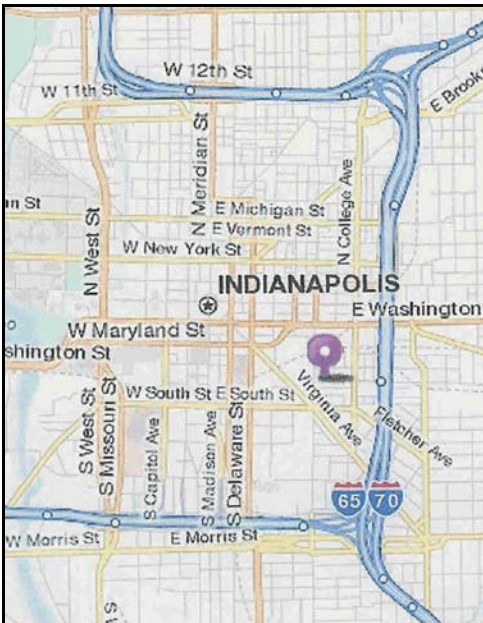 W 12th St
W 11th St
E Brooks
N Meridian St
N College Ave
an St
E Michigan St
E Vermont St
W New York St
N West St
INDIANAPOLIS
E Washington
W Maryland St
shington St
Virginia Ave
W South St
E South St
Fletcher Ave
S West St
S Missouri St
S Capitol Ave
S Madison Ave
S Delaware St
65
70
W Morris St
E Morris St